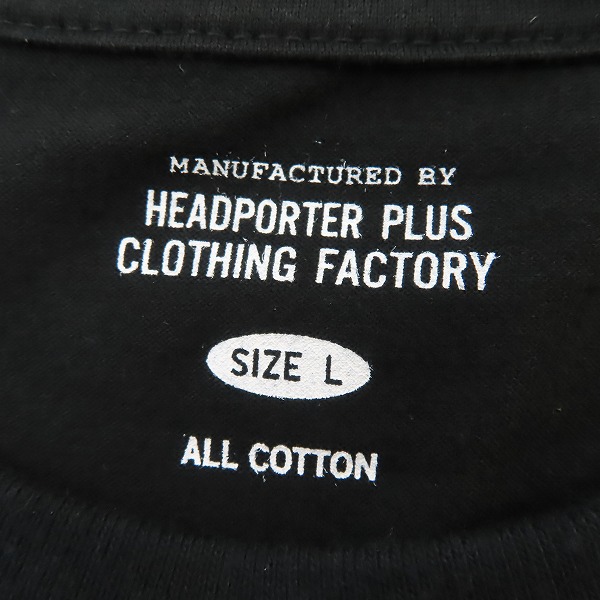 MANUFACTURED BY
HEADPORTER PLUS
CLOTHING FACTORY
SIZE L
ALL COTTON